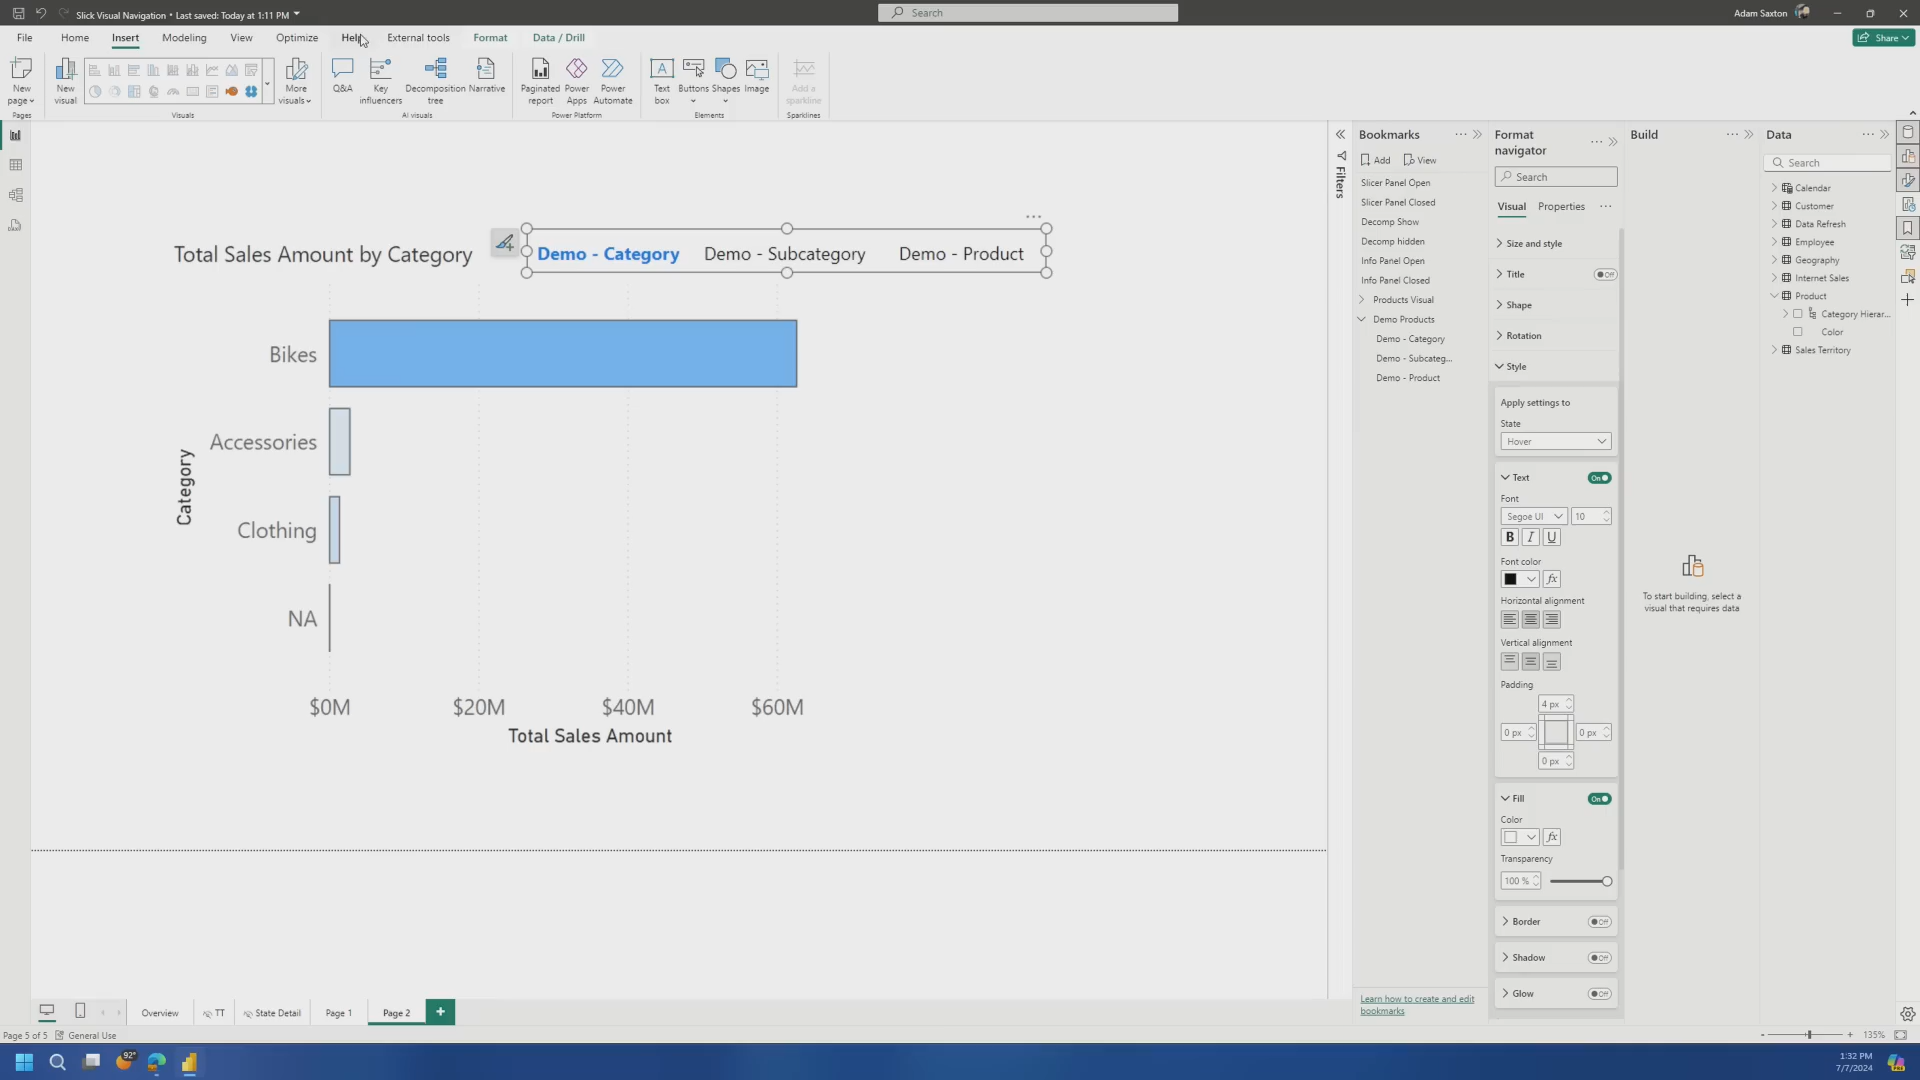 Slick Visual Navigation • Last saved: Today at 1:11 PM
Search
Adam Saxton
File
Home
Insert
Modeling
View
Optimize
Help
External tools
Format
Data / Drill
Share
New page
New visual
More visuals
Q&A
Key influencers
Decomposition tree
Narrative
Paginated report
Power Apps
Power Automate
Text box
Buttons
Shapes
Image
Add a sparkline
Pages
Visuals
AI visuals
Power Platform
Elements
Sparklines
Total Sales Amount by Category
Demo - Category
Demo - Subcategory
Demo - Product
Bikes
Accessories
Clothing
NA
Category
$0M
$20M
$40M
$60M
Total Sales Amount
Filters
Bookmarks
Add
View
Slicer Panel Open
Slicer Panel Closed
Decomp Show
Decomp hidden
Info Panel Open
Info Panel Closed
Products Visual
Demo Products
Demo - Category
Demo - Subcateg...
Demo - Product
Learn how to create and edit
bookmarks
Format
navigator
Search
Visual
Properties
Size and style
Title
Off
Shape
Rotation
Style
Apply settings to
State
Hover
Text
On
Font
Segoe UI
10
B
I
U
Font color
fx
Horizontal alignment
Vertical alignment
Padding
4 px
0 px
0 px
0 px
Fill
On
Color
fx
Transparency
100 %
Border
Off
Shadow
Off
Glow
Off
Build
To start building, select a
visual that requires data
Data
Search
Calendar
Customer
Data Refresh
Employee
Geography
Internet Sales
Product
Category Hierar...
Color
Sales Territory
Overview
TT
State Detail
Page 1
Page 2
Page 5 of 5
General Use
135%
92°
1:32 PM
7/7/2024